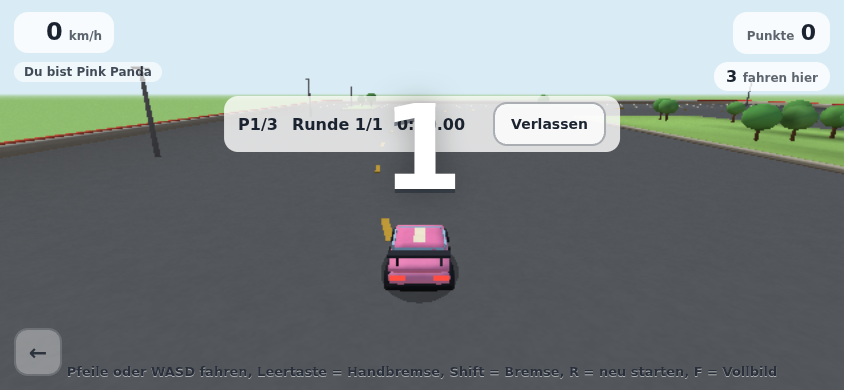 0 km/h
Punkte 0
Du bist Pink Panda
3 fahren hier
P1/3 Runde 1/1 .00 Verlassen
1
←
Pfeile oder WASD fahren, Leertaste = Handbremse, Shift = Bremse, R = neu starten, F = Vollbild